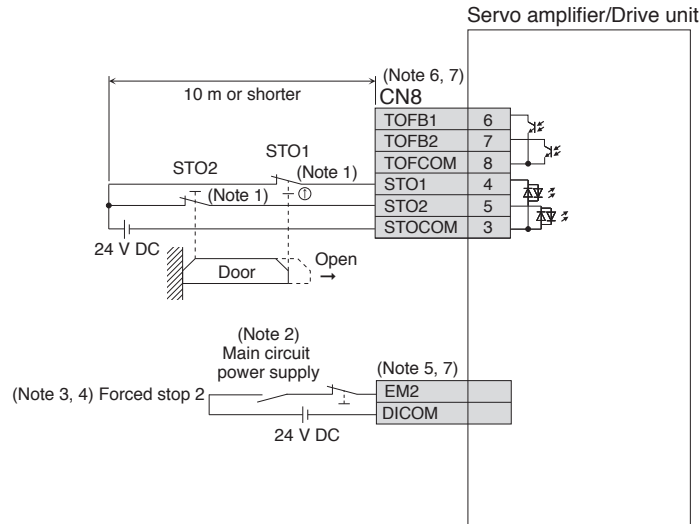 Servo amplifier/Drive unit
(Note 6, 7)
10 m or shorter
CN8
TOFB1 6
TOFB2 7
TOFCOM 8
STO1 4
STO2 5
STOCOM 3
STO1
STO2
(Note 1)
(Note 1)
24 V DC
Door
Open
(Note 2)
Main circuit
power supply
(Note 5, 7)
(Note 3, 4) Forced stop 2
EM2
DICOM
24 V DC